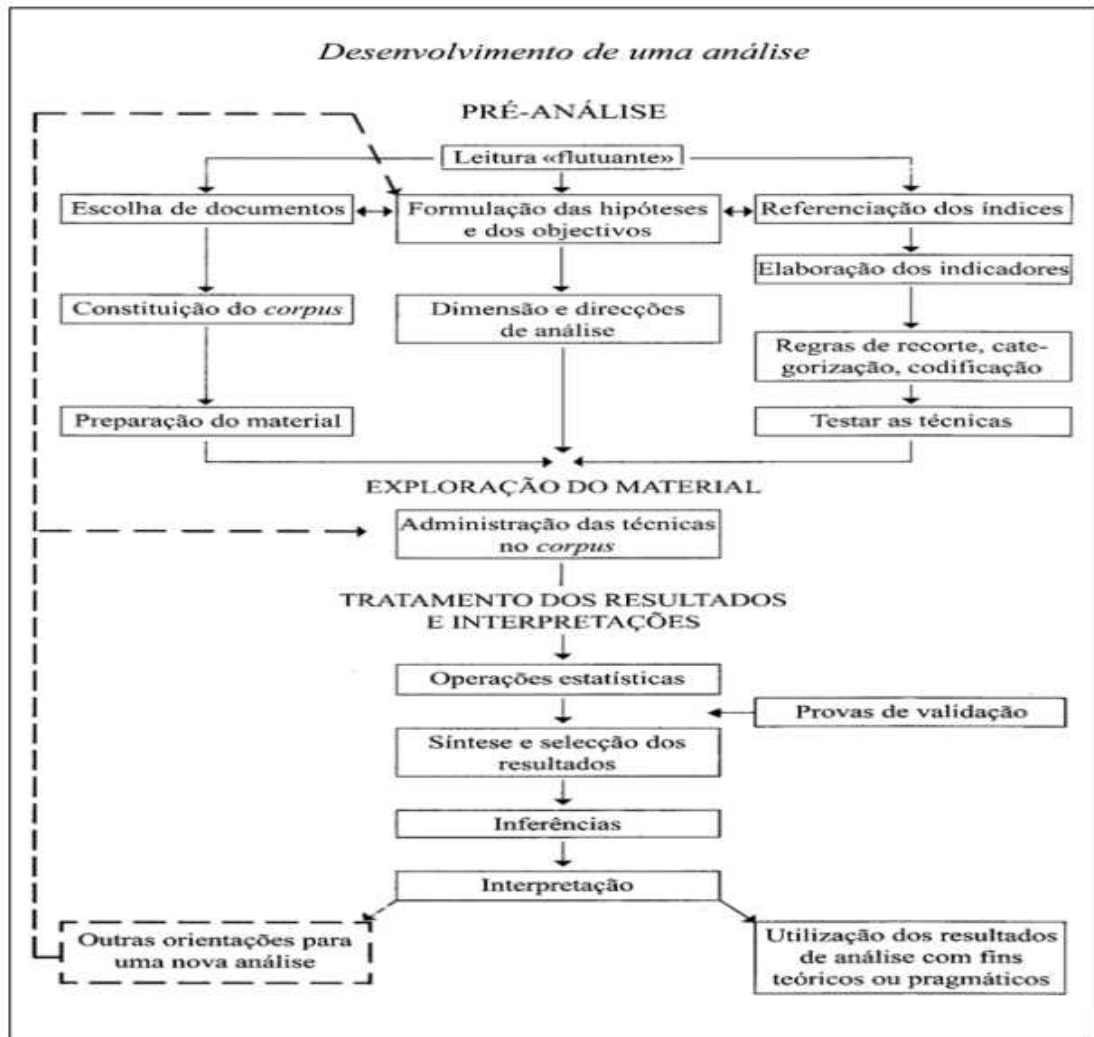 Desenvolvimento de uma análise
PRÉ-ANÁLISE
Leitura «flutuante»
Escolha de documentos
Formulação das hipóteses
e dos objectivos
Referenciação dos índices
Elaboração dos indicadores
Constituição do corpus
Dimensão e direcções
de análise
Regras de recorte, cate-
gorização, codificação
Preparação do material
Testar as técnicas
EXPLORAÇÃO DO MATERIAL
Administração das técnicas
no corpus
TRATAMENTO DOS RESULTADOS
E INTERPRETAÇÕES
Operações estatísticas
Provas de validação
Síntese e selecção dos
resultados
Inferências
Interpretação
Outras orientações para
uma nova análise
Utilização dos resultados
de análise com fins
teóricos ou pragmáticos